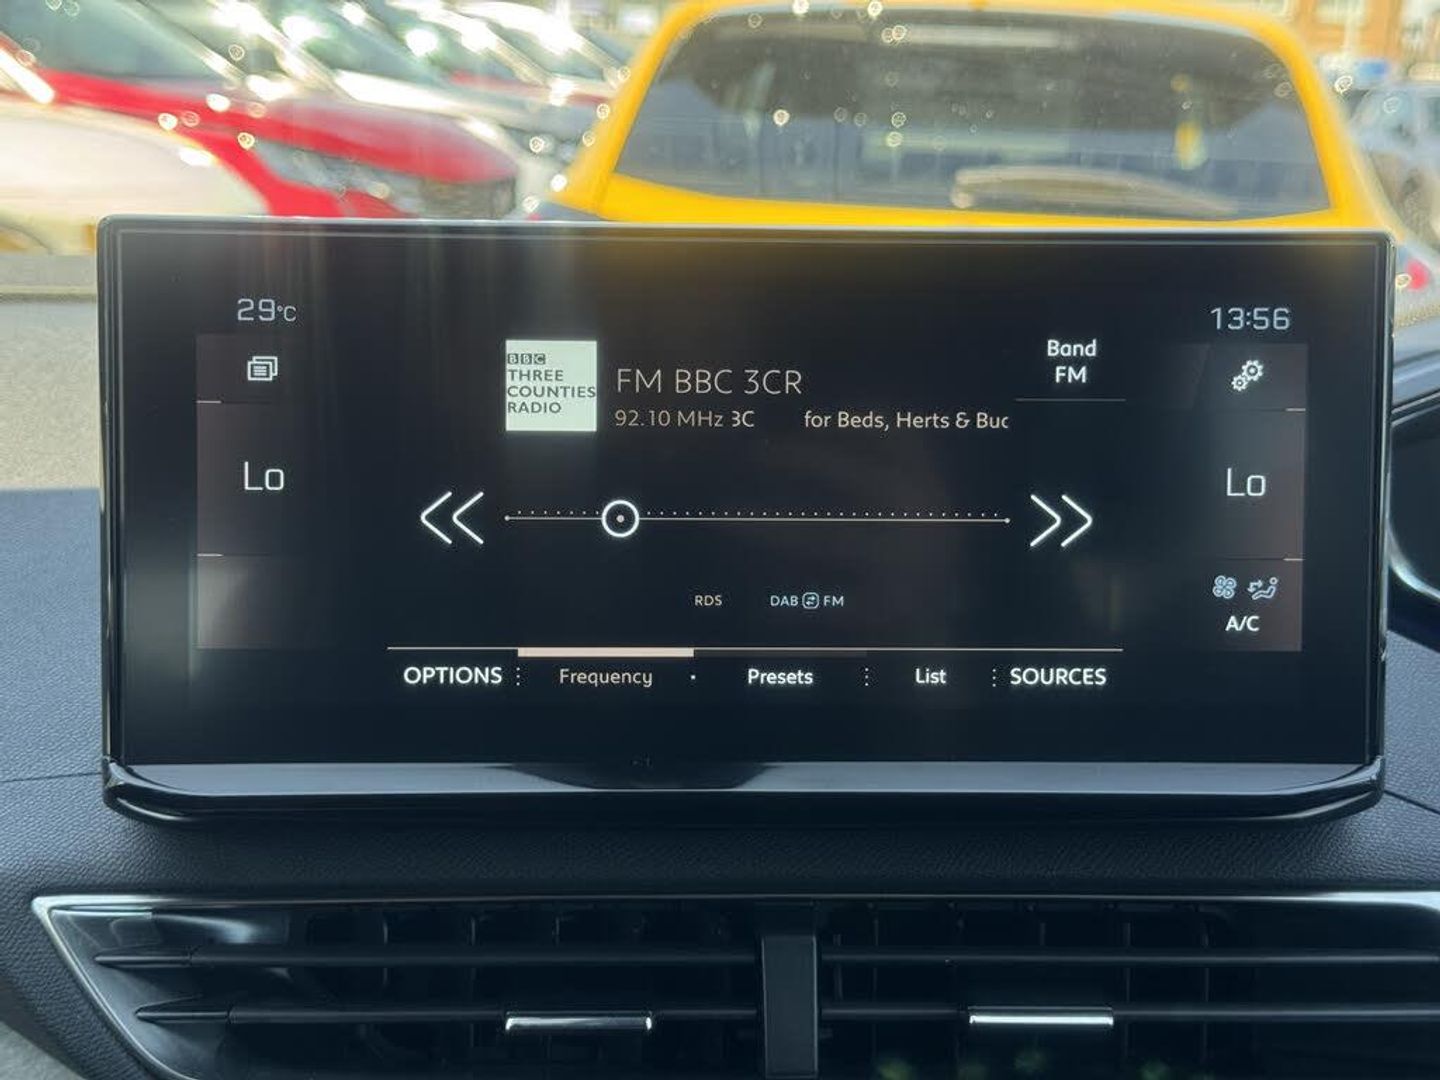 29°C
13:56
BBC
THREE
COUNTIES
RADIO
FM BBC 3CR
92.10 MHz 3C for Beds, Herts & Buc
Band
FM
Lo
Lo
RDS
DAB FM
A/C
OPTIONS Frequency Presets List SOURCES